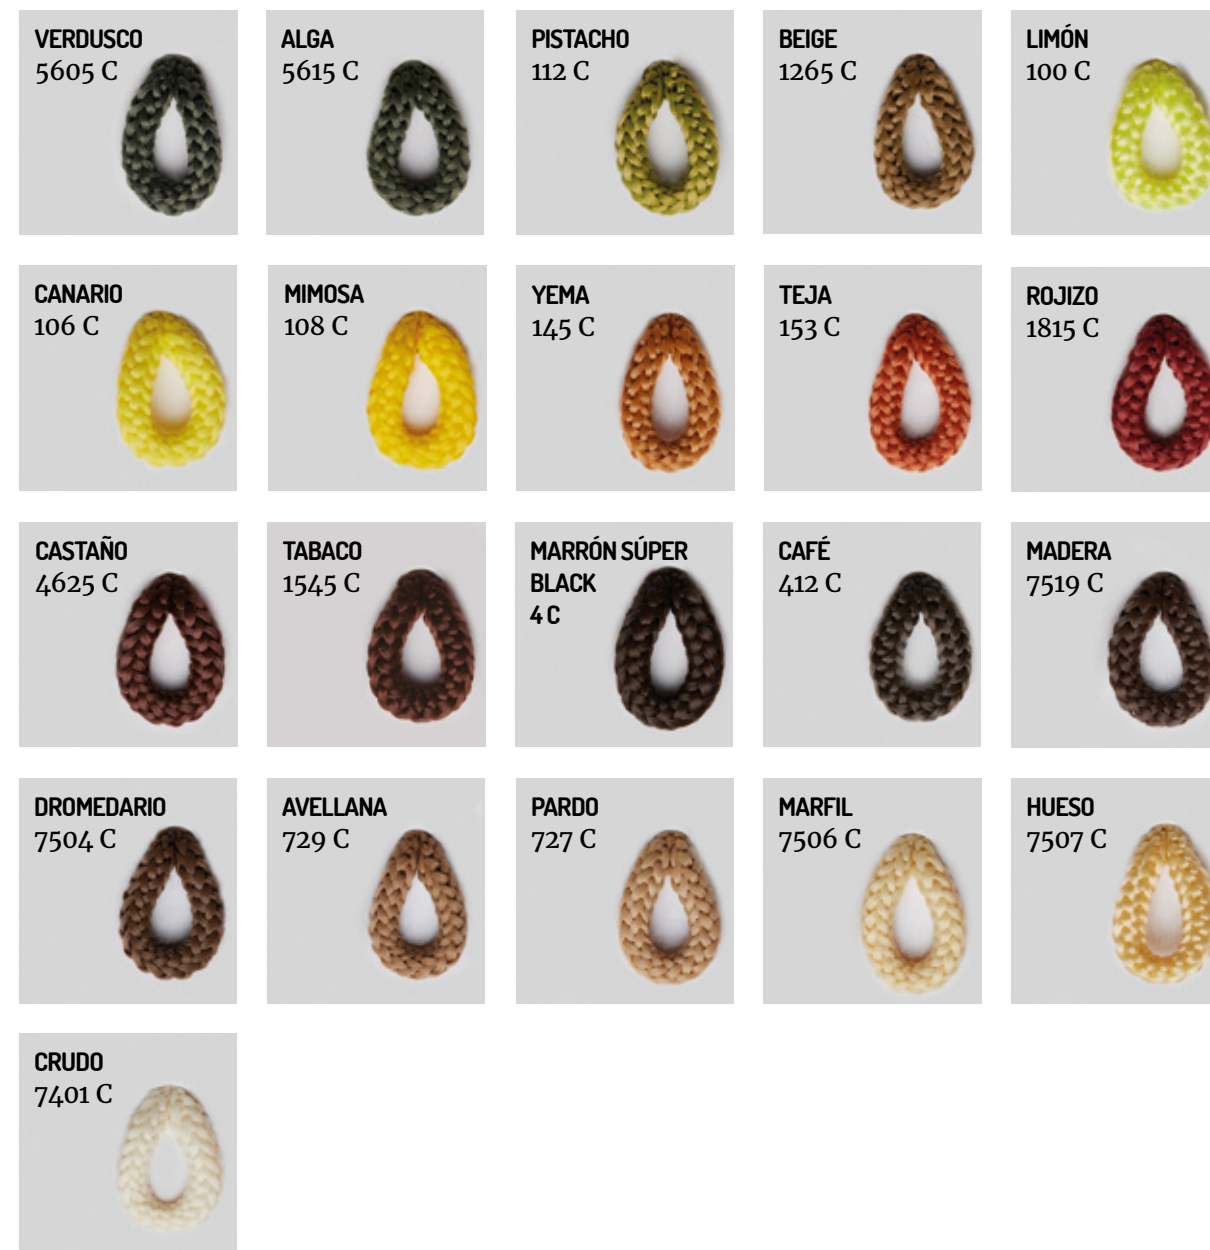 VERDUSCO
5605 C
ALGA
5615 C
PISTACHO
112 C
BEIGE
1265 C
LIMÓN
100 C
CANARIO
106 C
MIMOSA
108 C
YEMA
145 C
TEJA
153 C
ROJIZO
1815 C
CASTAÑO
4625 C
TABACO
1545 C
MARRÓN SÚPER
BLACK
4 C
CAFÉ
412 C
MADERA
7519 C
DROMEDARIO
7504 C
AVELLANA
729 C
PARDO
727 C
MARFIL
7506 C
HUESO
7507 C
CRUDO
7401 C